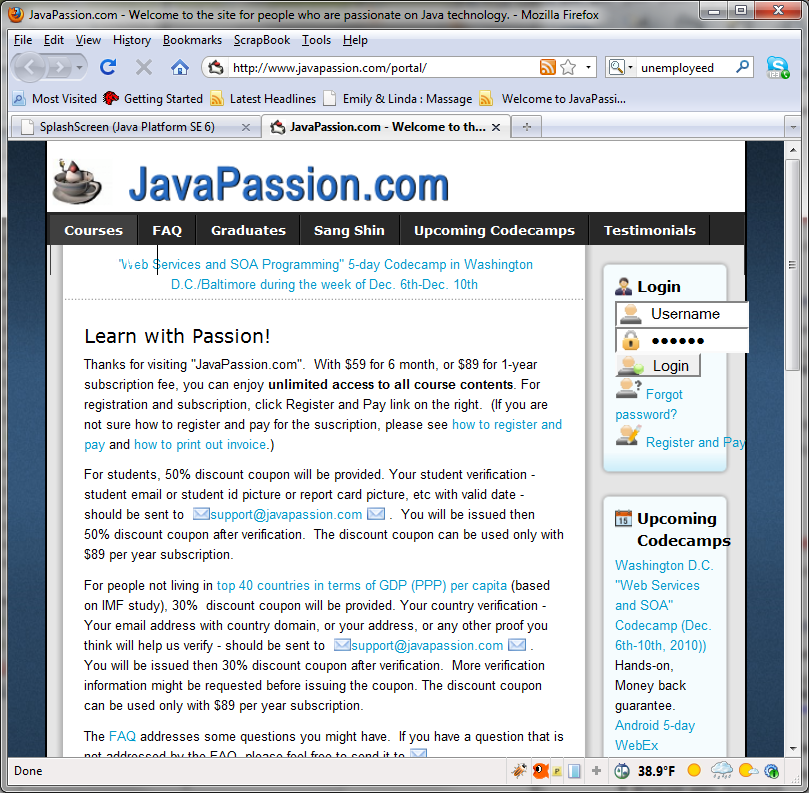 JavaPassion.com - Welcome to the site for people who are passionate on Java technology. - Mozilla Firefox
File Edit View History Bookmarks ScrapBook Tools Help
http://www.javapassion.com/portal/ unemployeed
Most Visited Getting Started Latest Headlines Emily & Linda : Massage Welcome to JavaPassi...
SplashScreen (Java Platform SE 6) JavaPassion.com - Welcome to th...
JavaPassion.com
Courses FAQ Graduates Sang Shin Upcoming Codecamps Testimonials
"Web Services and SOA Programming" 5-day Codecamp in Washington
D.C./Baltimore during the week of Dec. 6th-Dec. 10th
Learn with Passion!
Thanks for visiting "JavaPassion.com". With $59 for 6 month, or $89 for 1-year
subscription fee, you can enjoy unlimited access to all course contents. For
registration and subscription, click Register and Pay link on the right. (If you are
not sure how to register and pay for the suscription, please see how to register and
pay and how to print out invoice.)
For students, 50% discount coupon will be provided. Your student verification -
student email or student id picture or report card picture, etc with valid date -
should be sent to support@javapassion.com . You will be issued then
50% discount coupon after verification. The discount coupon can be used only with
$89 per year subscription.
For people not living in top 40 countries in terms of GDP (PPP) per capita (based
on IMF study), 30% discount coupon will be provided. Your country verification -
Your email address with country domain, or your address, or any other proof you
think will help us verify - should be sent to support@javapassion.com .
You will be issued then 30% discount coupon after verification. More verification
information might be requested before issuing the coupon. The discount coupon
can be used only with $89 per year subscription.
The FAQ addresses some questions you might have. If you have a question that is
not addressed by the FAQ, please feel free to send it to
Login
Username
••••••
Login
Forgot
password?
Register and Pay
15 Upcoming
Codecamps
Washington D.C.
"Web Services
and SOA"
Codecamp (Dec.
6th-10th, 2010))
Hands-on,
Money back
guarantee.
Android 5-day
WebEx
Done P 38.9°F